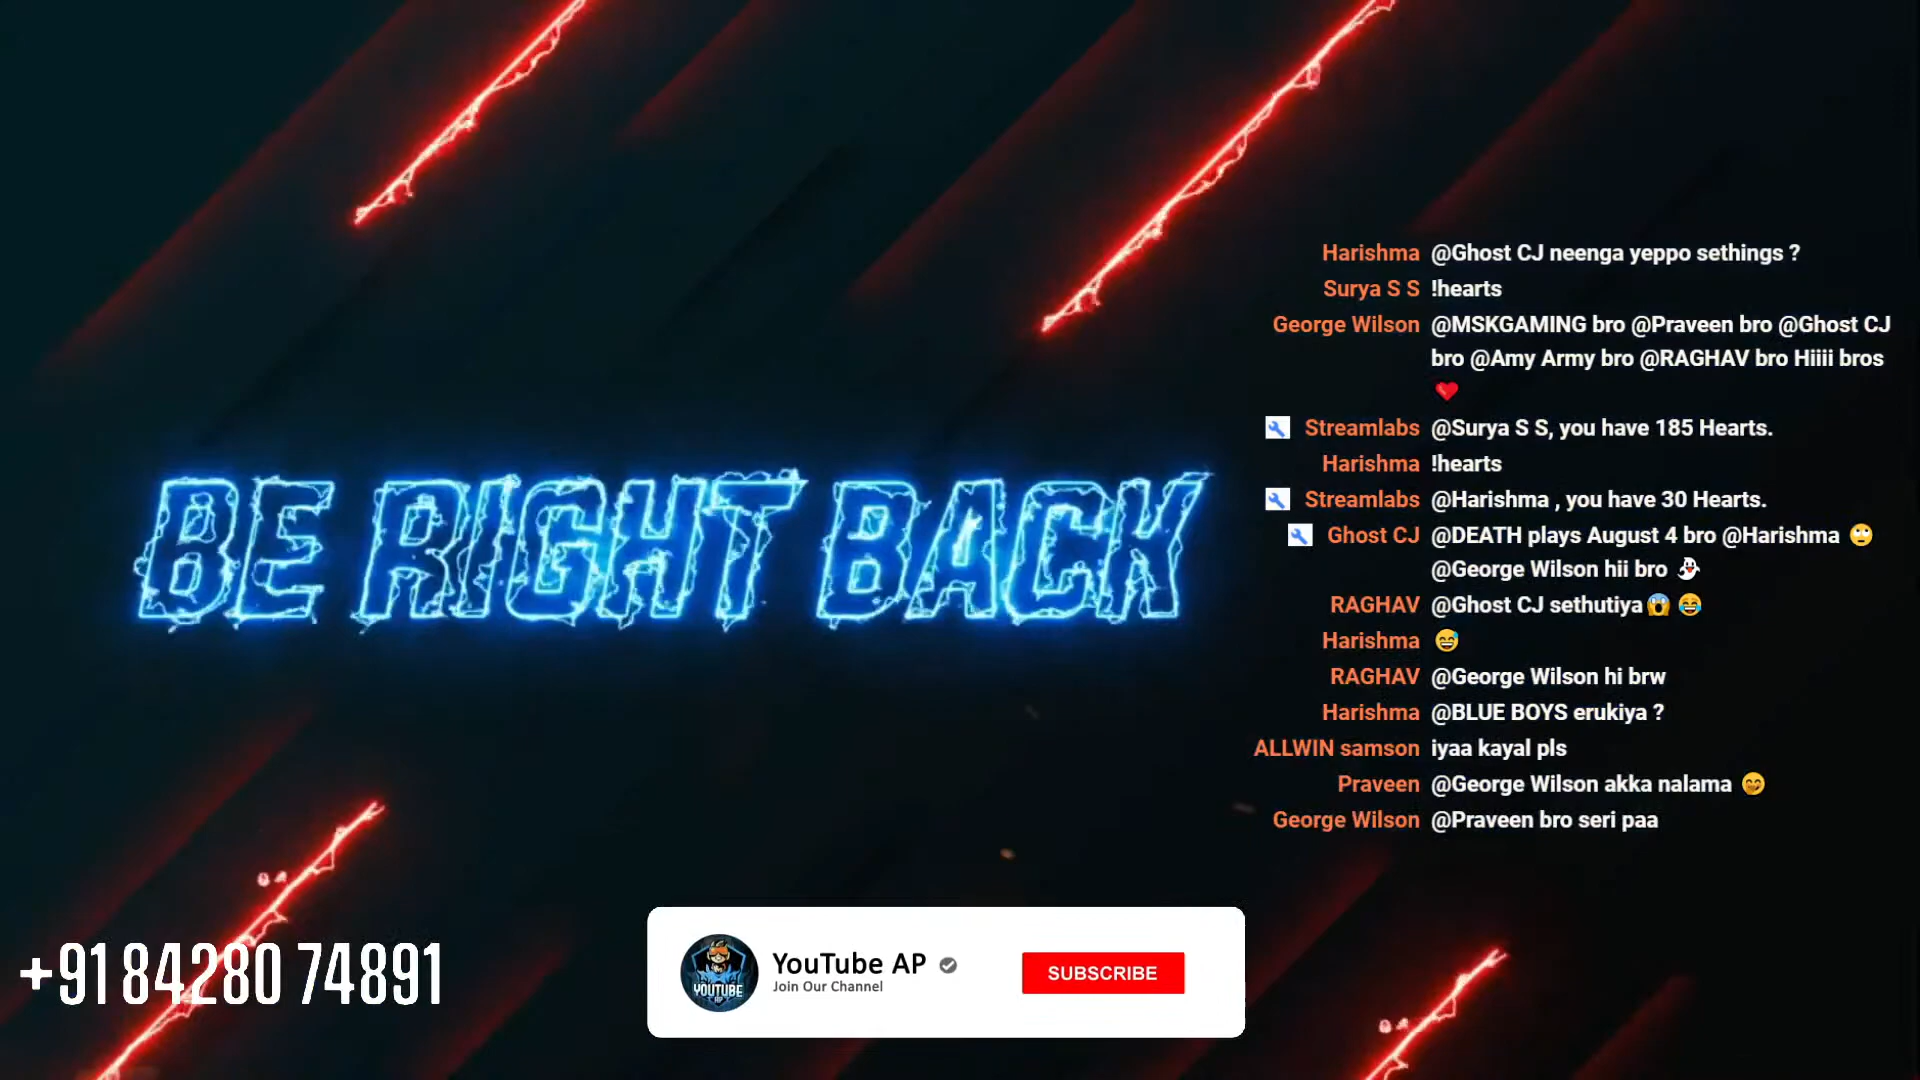 Harishma @Ghost CJ neenga yeppo sethings ?
Surya S S !hearts
George Wilson @MSKGAMING bro @Praveen bro @Ghost CJ
bro @Amy Army bro @RAGHAV bro Hiiii bros
❤️
Streamlabs @Surya S S, you have 185 Hearts.
Harishma !hearts
Streamlabs @Harishma , you have 30 Hearts.
Ghost CJ @DEATH plays August 4 bro @Harishma 🙄
@George Wilson hii bro 👻
RAGHAV @Ghost CJ sethutiya😱 😂
Harishma 😅
RAGHAV @George Wilson hi brw
Harishma @BLUE BOYS erukiya ?
ALLWIN samson iyaa kayal pls
Praveen @George Wilson akka nalama 🤭
George Wilson @Praveen bro seri paa
BE RIGHT BACK
+91 84280 74891
YOUTUBE
AP
YouTube AP
Join Our Channel
SUBSCRIBE